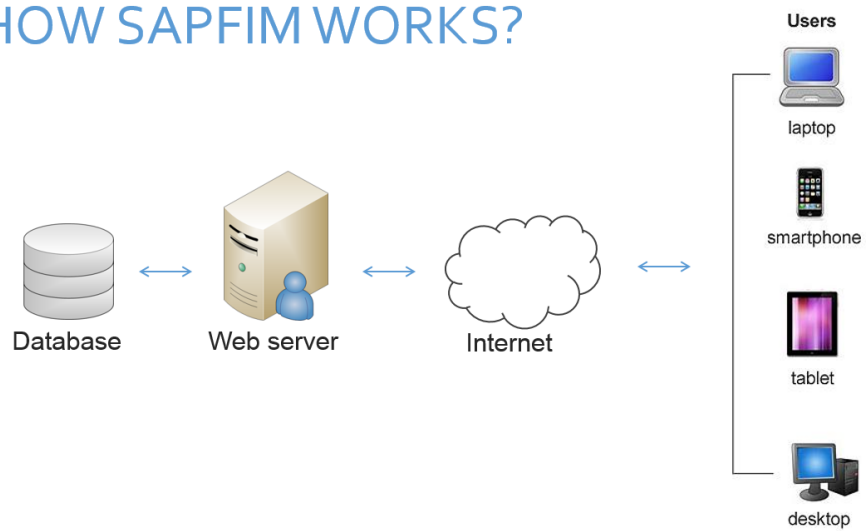 HOW SAPFIM WORKS?
Users
laptop
smartphone
Database
Web server
Internet
tablet
desktop